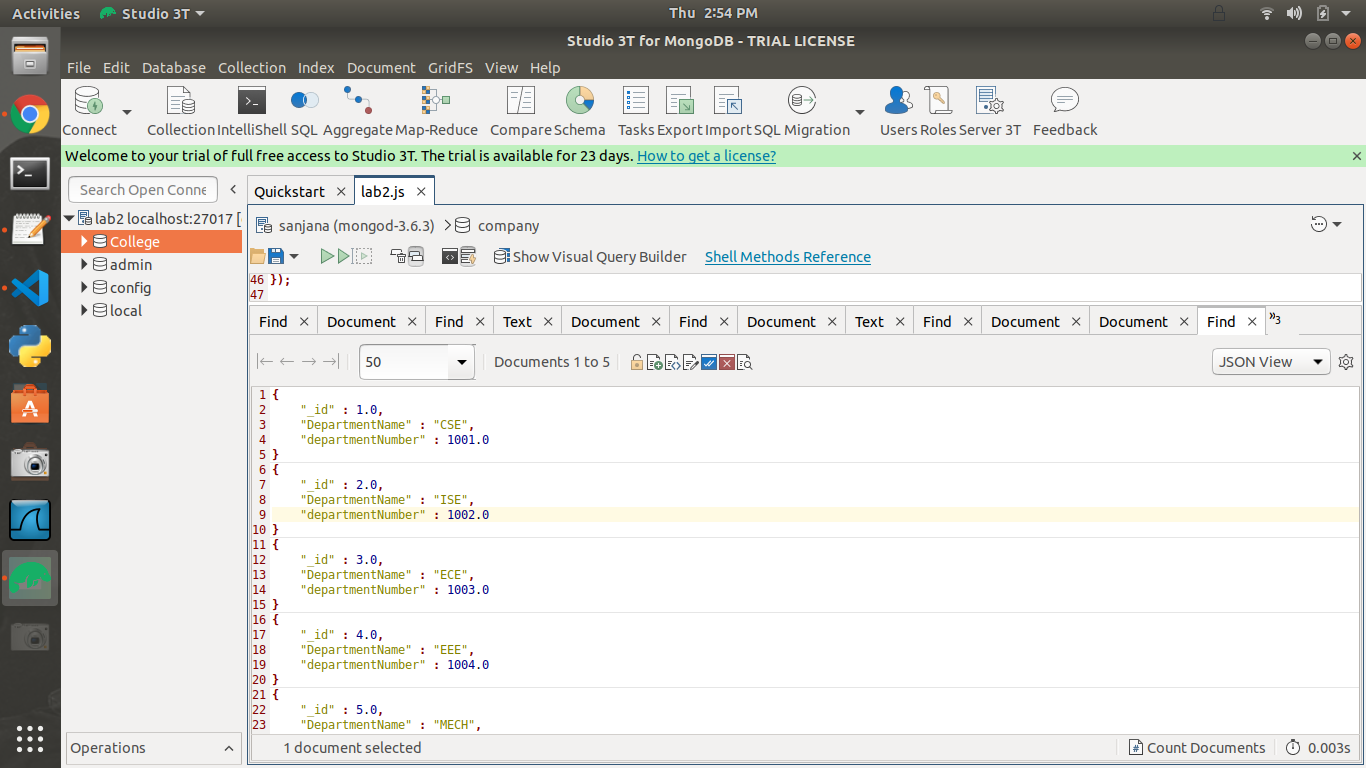 Activities Studio 3T Thu 2:54 PM
Studio 3T for MongoDB - TRIAL LICENSE
File Edit Database Collection Index Document GridFS View Help
Connect Collection IntelliShell SQL Aggregate Map-Reduce Compare Schema Tasks Export Import SQL Migration Users Roles Server 3T Feedback
Welcome to your trial of full free access to Studio 3T. The trial is available for 23 days. How to get a license?
Search Open Conne
Quickstart lab2.js
lab2 localhost:27017 [
College
admin
config
local
sanjana (mongod-3.6.3) company
Show Visual Query Builder Shell Methods Reference
46 });
47
Find Document Find Text Document Find Document Text Find Document Document Find »3
50 Documents 1 to 5 JSON View
1 {
2 "_id" : 1.0,
3 "DepartmentName" : "CSE",
4 "departmentNumber" : 1001.0
5 }
6 {
7 "_id" : 2.0,
8 "DepartmentName" : "ISE",
9 "departmentNumber" : 1002.0
10 }
11 {
12 "_id" : 3.0,
13 "DepartmentName" : "ECE",
14 "departmentNumber" : 1003.0
15 }
16 {
17 "_id" : 4.0,
18 "DepartmentName" : "EEE",
19 "departmentNumber" : 1004.0
20 }
21 {
22 "_id" : 5.0,
23 "DepartmentName" : "MECH",
Operations
1 document selected Count Documents 0.003s